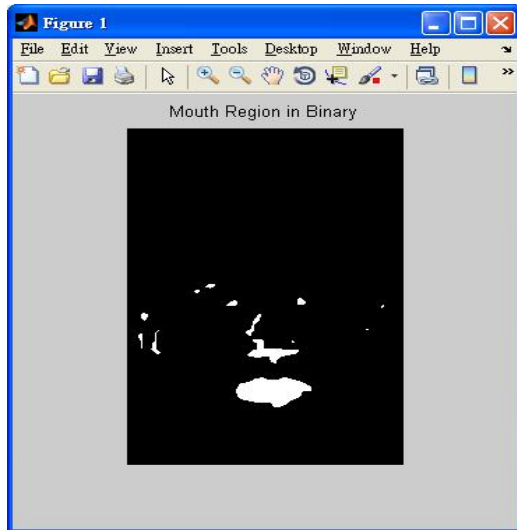 Figure 1
File Edit View Insert Tools Desktop Window Help
Mouth Region in Binary